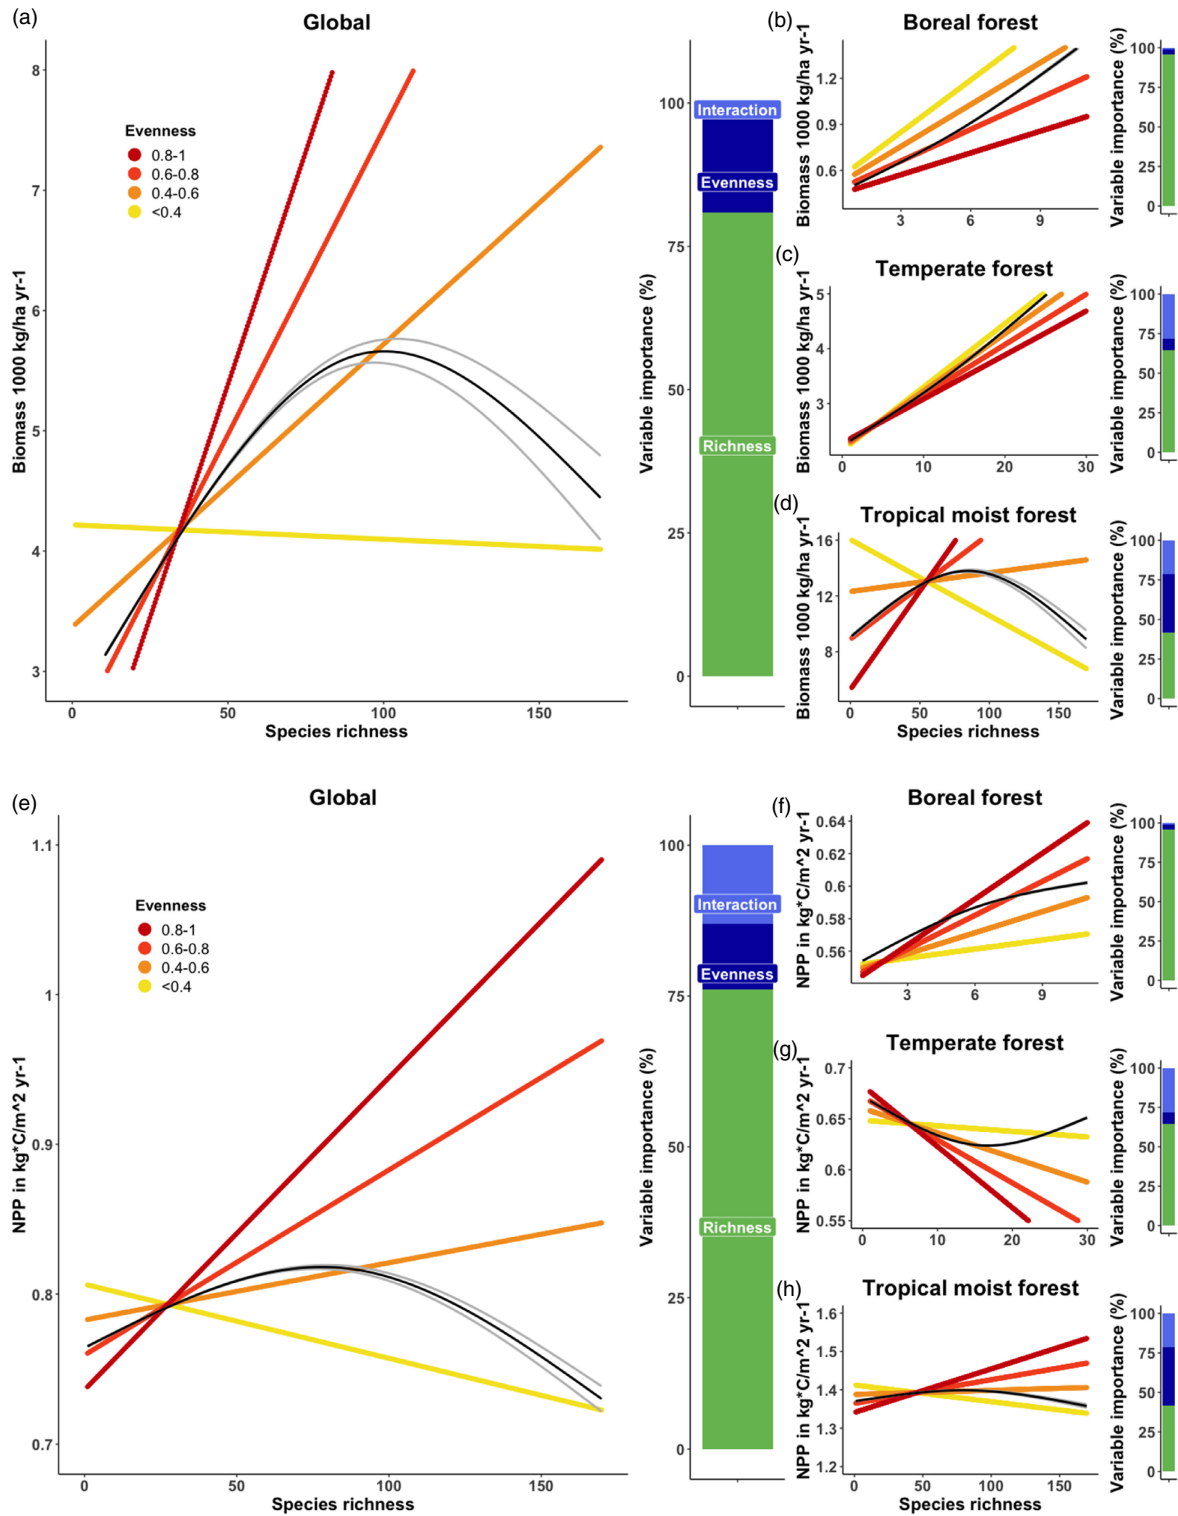 (a)
Global
Biomass 1000 kg/ha yr-1
8
7
6
5
4
3
Evenness
0.8-1
0.6-0.8
0.4-0.6
<0.4
0
50
100
150
Species richness
Variable importance (%)
100
75
50
25
0
Interaction
Evenness
Richness
(b)
Boreal forest
Biomass 1000 kg/ha yr-1
1.2
0.9
0.6
3
6
9
Variable importance (%)
100
75
50
25
0
(c)
Temperate forest
Biomass 1000 kg/ha yr-1
5
4
3
0
10
20
30
Variable importance (%)
100
75
50
25
0
(d)
Tropical moist forest
Biomass 1000 kg/ha yr-1
16
12
8
0
50
100
150
Species richness
Variable importance (%)
100
75
50
25
0
(e)
Global
NPP in kg*C/m^2 yr-1
1.1
1
0.9
0.8
0.7
Evenness
0.8-1
0.6-0.8
0.4-0.6
<0.4
0
50
100
150
Species richness
Variable importance (%)
100
75
50
25
0
Interaction
Evenness
Richness
(f)
Boreal forest
NPP in kg*C/m^2 yr-1
0.64
0.62
0.6
0.58
0.56
3
6
9
Variable importance (%)
100
75
50
25
0
(g)
Temperate forest
NPP in kg*C/m^2 yr-1
0.7
0.65
0.6
0.55
0
10
20
30
Variable importance (%)
100
75
50
25
0
(h)
Tropical moist forest
NPP in kg*C/m^2 yr-1
1.6
1.5
1.4
1.3
1.2
0
50
100
150
Species richness
Variable importance (%)
100
75
50
25
0